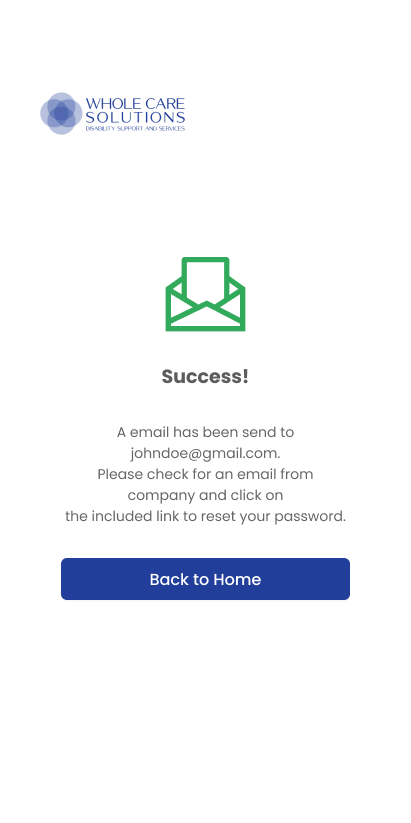 WHOLE CARE
SOLUTIONS
DISABILITY SUPPORT AND SERVICES
Success!
A email has been send to
johndoe@gmail.com.
Please check for an email from
company and click on
the included link to reset your password.
Back to Home